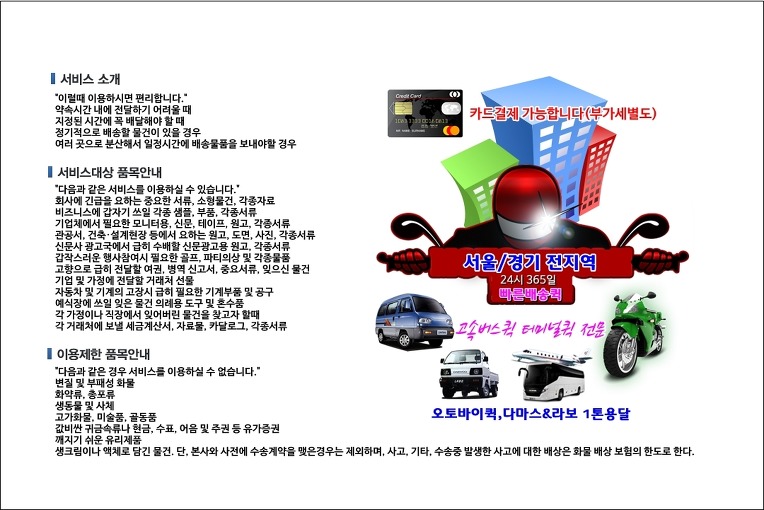 서비스 소개
"이럴때 이용하시면 편리합니다."
약속시간 내에 전달하기 어려울 때
지정된 시간에 꼭 배달해야 할 때
정기적으로 배송할 물건이 있을 경우
여러 곳으로 분산해서 일정시간에 배송물품을 보내야할 경우
서비스대상 품목안내
"다음과 같은 서비스를 이용하실 수 있습니다."
회사에 긴급을 요하는 중요한 서류, 소형물건, 각종자료
비즈니스에 갑자기 쓰일 각종 샘플, 부품, 각종서류
기업체에서 필요한 모니터용, 신문, 테이프, 원고, 각종서류
관공서, 건축·설계현장 등에서 요하는 원고, 도면, 사진, 각종서류
신문사 광고국에서 급히 수배할 신문광고용 원고, 각종서류
갑작스러운 행사참여시 필요한 골프, 파티의상 및 각종물품
고향으로 급히 전달할 여권, 병역 신고서, 중요서류, 잊으신 물건
기업 및 가정에 전달할 거래처 선물
자동차 및 기계의 고장시 급히 필요한 기계부품 및 공구
예식장에 쓰일 잊은 물건 의례용 도구 및 혼수품
각 가정이나 직장에서 잊어버린 물건을 찾고자 할때
각 거래처에 보낼 세금계산서, 자료물, 카달로그, 각종서류
이용제한 품목안내
"다음과 같은 경우 서비스를 이용하실 수 없습니다."
변질 및 부패성 화물
화약류, 총포류
생동물 및 사체
고가화물, 미술품, 골동품
값비싼 귀금속류나 현금, 수표, 어음 및 주권 등 유가증권
깨지기 쉬운 유리제품
생크림이나 액체로 담긴 물건. 단, 본사와 사전에 수송계약을 맺은경우는 제외하며, 사고, 기타, 수송중 발생한 사고에 대한 배상은 화물 배상 보험의 한도로 한다.
Credit Card
카드결제 가능합니다(부가세별도)
서울/경기 전지역
24시 365일
빠른배송퀵
고속버스퀵 터미널퀵 전문
오토바이퀵,다마스&라보 1톤용달